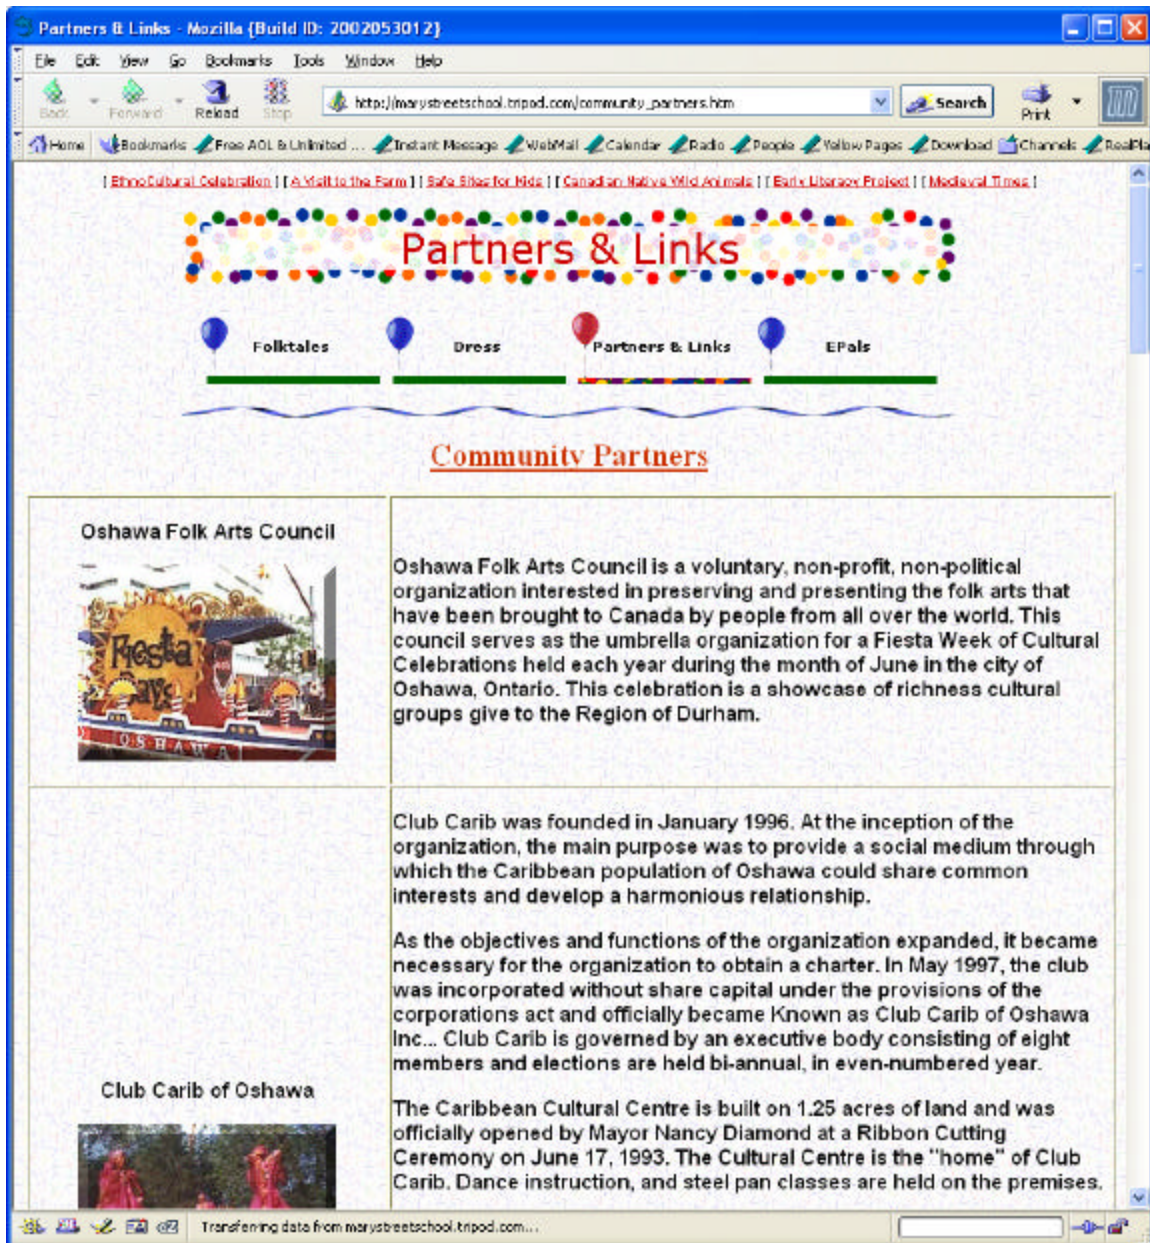 Partners & Links - Mozilla {Build ID: 2002053012}
File Edit View Go Bookmarks Tools Window Help
Back Forward Reload Stop http://marystreetschool.tripod.com/community_partners.htm Search Print
Home Bookmarks Free AOL & Unlimited ... Instant Message WebMail Calendar Radio People Yellow Pages Download Channels RealPla
[ EthnoCultural Celebration ] [ A Visit to the Farm ] [ Safe Sites for Kids ] [ Canadian Native Wild Animals ] [ Early Literacy Project ] [ Medieval Times ]
Partners & Links
Folktales Dress Partners & Links EPals
Community Partners
Oshawa Folk Arts Council
Fiesta
Days
OSHAWA
Oshawa Folk Arts Council is a voluntary, non-profit, non-political
organization interested in preserving and presenting the folk arts that
have been brought to Canada by people from all over the world. This
council serves as the umbrella organization for a Fiesta Week of Cultural
Celebrations held each year during the month of June in the city of
Oshawa, Ontario. This celebration is a showcase of richness cultural
groups give to the Region of Durham.
Club Carib of Oshawa
Club Carib was founded in January 1996. At the inception of the
organization, the main purpose was to provide a social medium through
which the Caribbean population of Oshawa could share common
interests and develop a harmonious relationship.
As the objectives and functions of the organization expanded, it became
necessary for the organization to obtain a charter. In May 1997, the club
was incorporated without share capital under the provisions of the
corporations act and officially became Known as Club Carib of Oshawa
Inc... Club Carib is governed by an executive body consisting of eight
members and elections are held bi-annual, in even-numbered year.
The Caribbean Cultural Centre is built on 1.25 acres of land and was
officially opened by Mayor Nancy Diamond at a Ribbon Cutting
Ceremony on June 17, 1993. The Cultural Centre is the "home" of Club
Carib. Dance instruction, and steel pan classes are held on the premises.
Transferring data from marystreetschool.tripod.com...